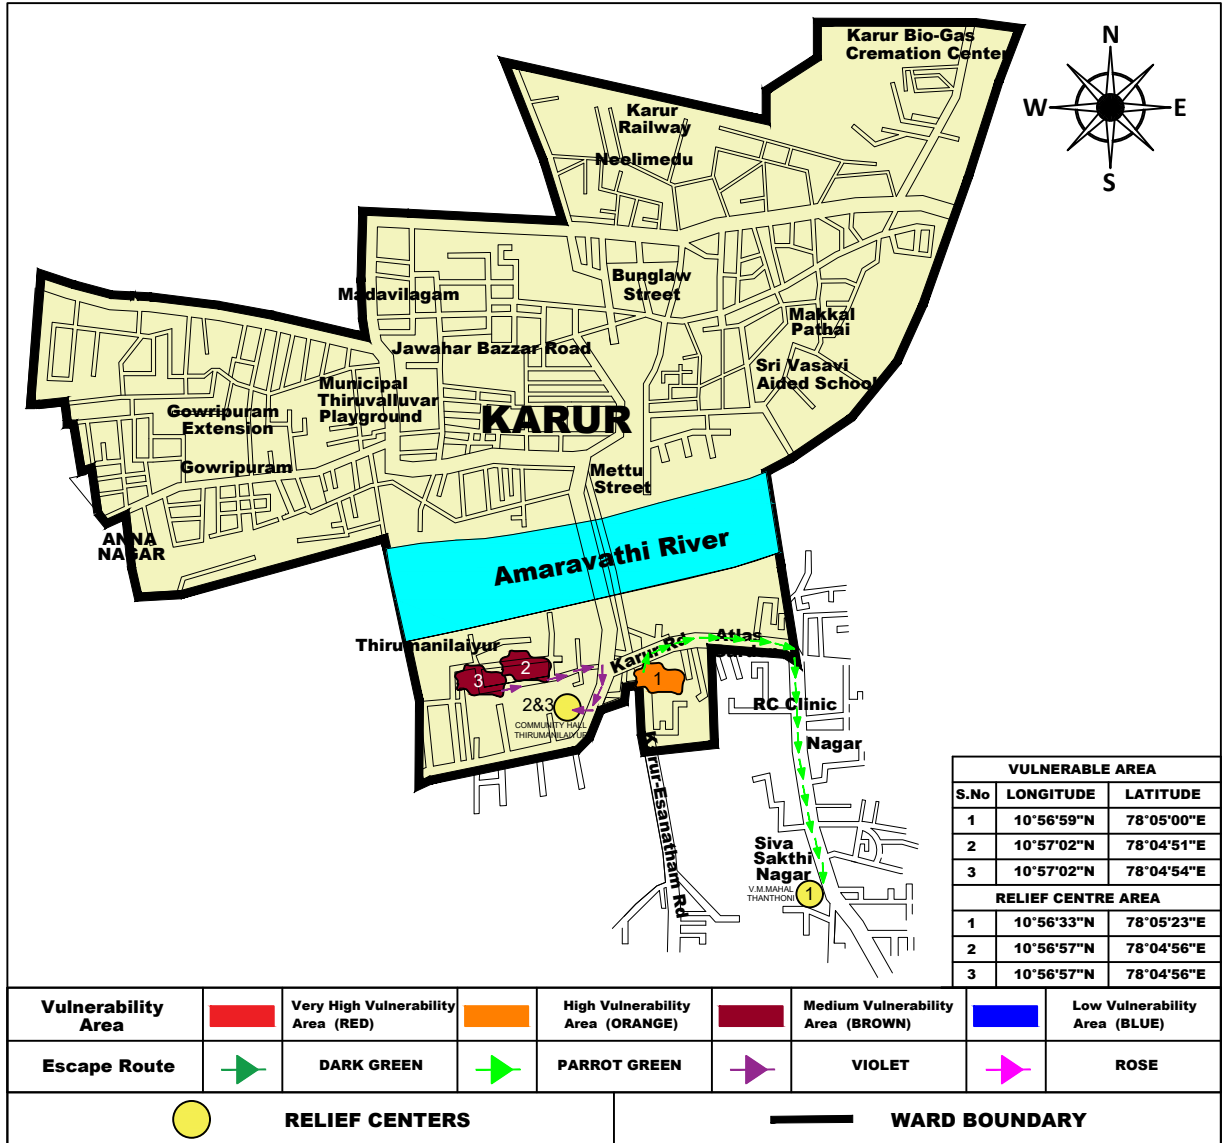 Karur Bio-Gas
Cremation Center
N
W
E
S
Karur
Railway
Neelimedu
Bunglaw
Street
Madavilagam
Makkal
Pathai
Jawahar Bazzar Road
Sri Vasavi
Aided School
Municipal
Thiruvalluvar
Playground
KARUR
Gowripuram
Extension
Gowripuram
Mettu
Street
ANNA
NAGAR
Amaravathi River
Thirumanilaiyur
Karur Rd
Atlas
3
2
1
2&3
COMMUNITY HALL
THIRUMANILAIYUR
RC Clinic
Nagar
Karur-Esanatham Rd
Siva
Sakthi
Nagar
V.M.MAHAL
THANTHONI
1
VULNERABLE AREA
S.No LONGITUDE LATITUDE
1 10°56'59"N 78°05'00"E
2 10°57'02"N 78°04'51"E
3 10°57'02"N 78°04'54"E
RELIEF CENTRE AREA
1 10°56'33"N 78°05'23"E
2 10°56'57"N 78°04'56"E
3 10°56'57"N 78°04'56"E
Vulnerability
Area
Very High Vulnerability
Area (RED)
High Vulnerability
Area (ORANGE)
Medium Vulnerability
Area (BROWN)
Low Vulnerability
Area (BLUE)
Escape Route
DARK GREEN
PARROT GREEN
VIOLET
ROSE
RELIEF CENTERS
WARD BOUNDARY